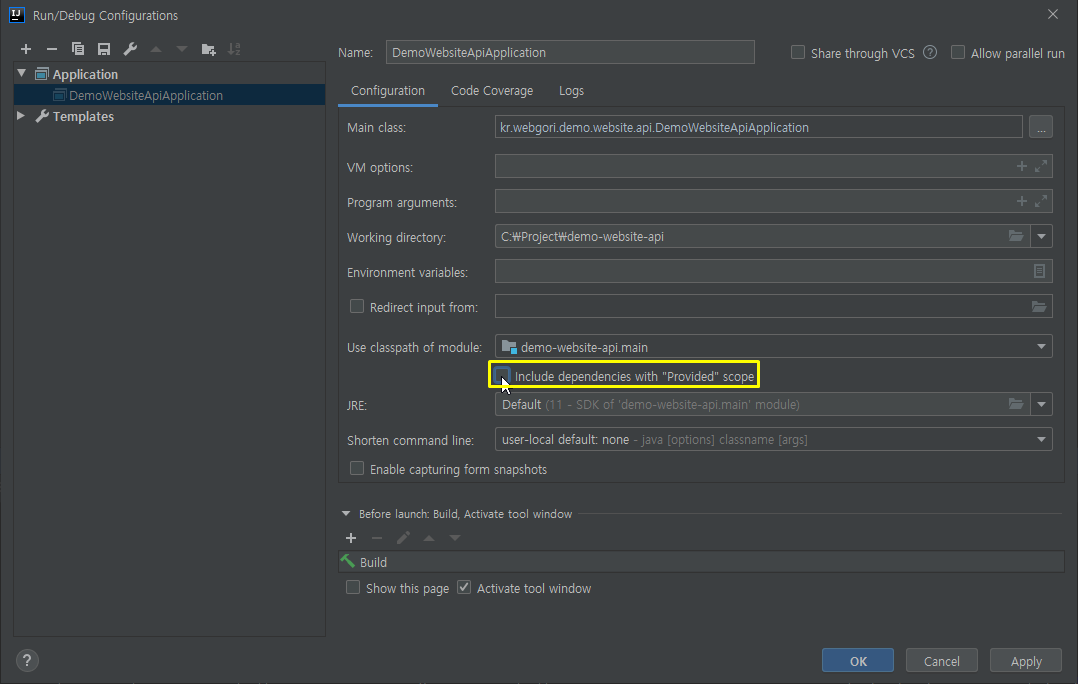 Run/Debug Configurations
Application
DemoWebsiteApiApplication
Templates
Name: DemoWebsiteApiApplication
Share through VCS ?
Allow parallel run
Configuration Code Coverage Logs
Main class: kr.webgori.demo.website.api.DemoWebsiteApiApplication ...
VM options:
Program arguments:
Working directory: C:₩Project₩demo-website-api
Environment variables:
Redirect input from:
Use classpath of module: demo-website-api.main
Include dependencies with "Provided" scope
JRE: Default (11 - SDK of 'demo-website-api.main' module)
Shorten command line: user-local default: none - java [options] classname [args]
Enable capturing form snapshots
Before launch: Build, Activate tool window
Build
Show this page Activate tool window
? OK Cancel Apply